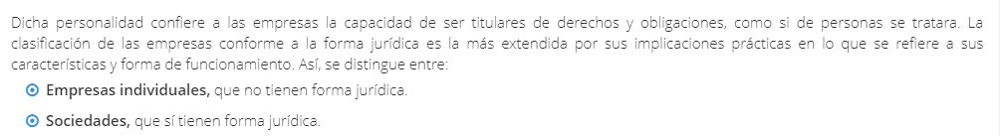 Dicha personalidad confiere a las empresas la capacidad de ser titulares de derechos y obligaciones, como si de personas se tratara. La
clasificación de las empresas conforme a la forma jurídica es la más extendida por sus implicaciones prácticas en lo que se refiere a sus
características y forma de funcionamiento. Así, se distingue entre:
Empresas individuales, que no tienen forma jurídica.
Sociedades, que sí tienen forma jurídica.